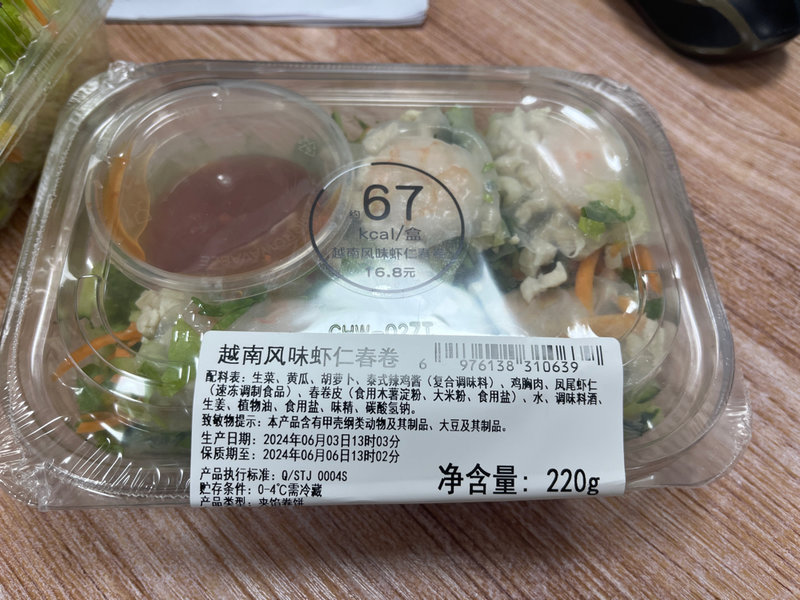 约67
kcal/盒
越南风味虾仁春卷
16.8元
CHW-027T
越南风味虾仁春卷
6 976138 310639
配料表：生菜、黄瓜、胡萝卜、泰式辣鸡酱（复合调味料）、鸡胸肉、凤尾虾仁
（速冻调制食品）、春卷皮（食用木薯淀粉、大米粉、食用盐）、水、调味料酒、
生姜、植物油、食用盐、味精、碳酸氢钠。
致敏物提示：本产品含有甲壳纲类动物及其制品、大豆及其制品。
生产日期：2024年06月03日13时03分
保质期至：2024年06月06日13时02分
产品执行标准：Q/STJ 0004S
贮存条件：0-4℃需冷藏
净含量：220g
产品类型：夹馅卷饼